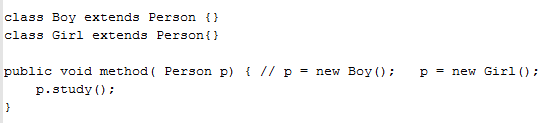 class Boy extends Person {}
class Girl extends Person{}
public void method( Person p) { // p = new Boy();   p = new Girl();
    p.study();
}